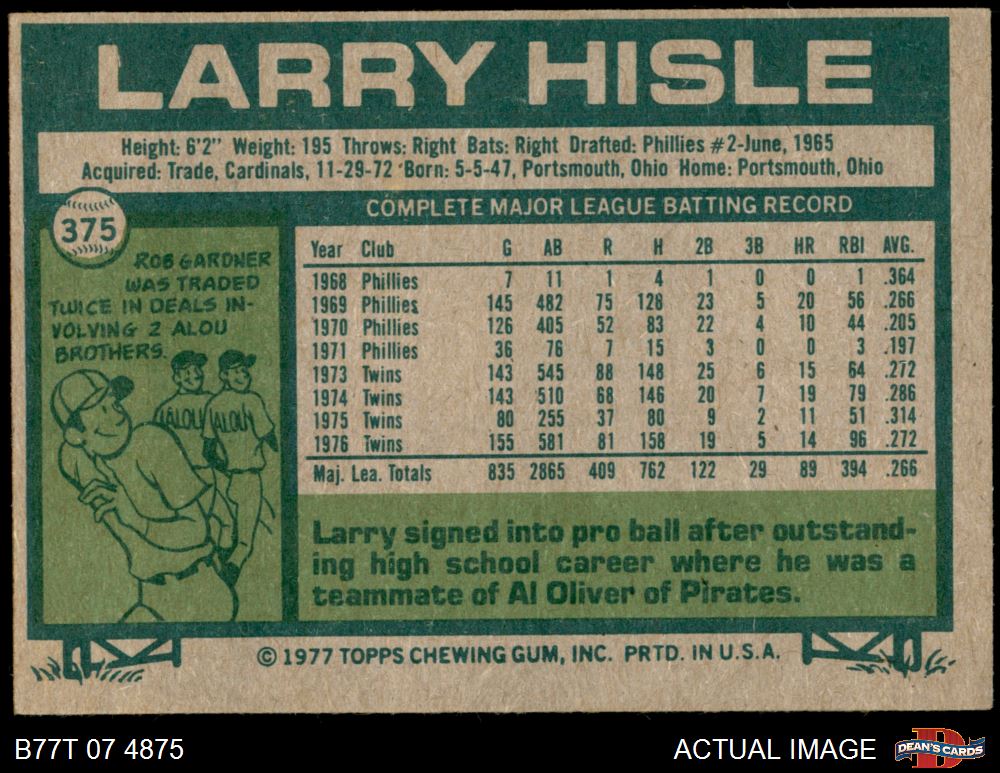 LARRY HISLE
Height: 6'2" Weight: 195 Throws: Right Bats: Right Drafted: Phillies #2-June, 1965
Acquired: Trade, Cardinals, 11-29-72 Born: 5-5-47, Portsmouth, Ohio Home: Portsmouth, Ohio
375
ROB GARDNER
WAS TRADED
TWICE IN DEALS IN-
VOLVING 2 ALOU
BROTHERS.
ALOU ALOU
COMPLETE MAJOR LEAGUE BATTING RECORD
Year Club G AB R H 2B 3B HR RBI AVG.
1968 Phillies 7 11 1 4 1 0 0 1 .364
1969 Phillies 145 482 75 128 23 5 20 56 .266
1970 Phillies 126 405 52 83 22 4 10 44 .205
1971 Phillies 36 76 7 15 3 0 0 3 .197
1973 Twins 143 545 88 148 25 6 15 64 .272
1974 Twins 143 510 68 146 20 7 19 79 .286
1975 Twins 80 255 37 80 9 2 11 51 .314
1976 Twins 155 581 81 158 19 5 14 96 .272
Maj. Lea. Totals 835 2865 409 762 122 29 89 394 .266
Larry signed into pro ball after outstand-
ing high school career where he was a
teammate of Al Oliver of Pirates.
© 1977 TOPPS CHEWING GUM, INC. PRTD. IN U.S.A.
B77T 07 4875
ACTUAL IMAGE
D
DEAN'S CARDS